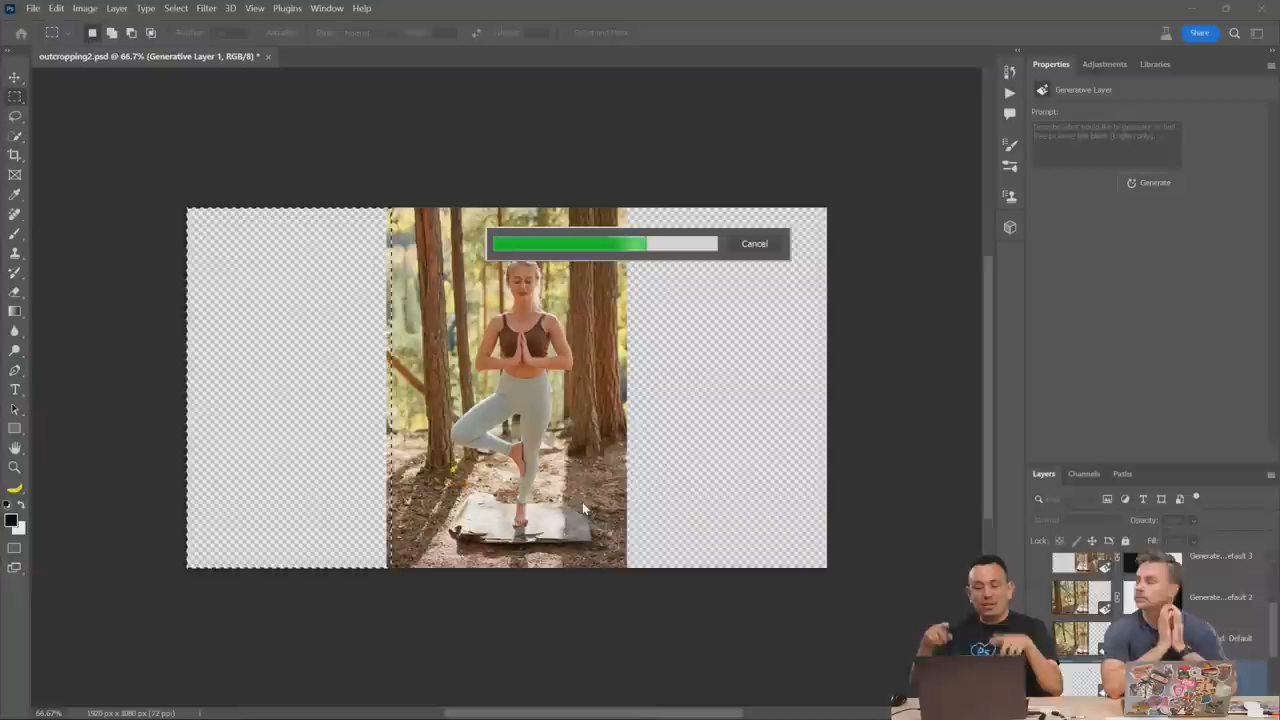 Ps File Edit Image Layer Type Select Filter 3D View Plugins Window Help
Share
outcropping2.psd @ 66.7% (Generative Layer 1, RGB/8) *
Properties Adjustments Libraries
Generative Layer
Prompt:
Generate
Cancel
Layers Channels Paths
Opacity:
Lock: Fill:
Generate...efault 3
Generate...efault 2
Default
Ps
66.67% 1920 px x 1080 px (72 ppi)